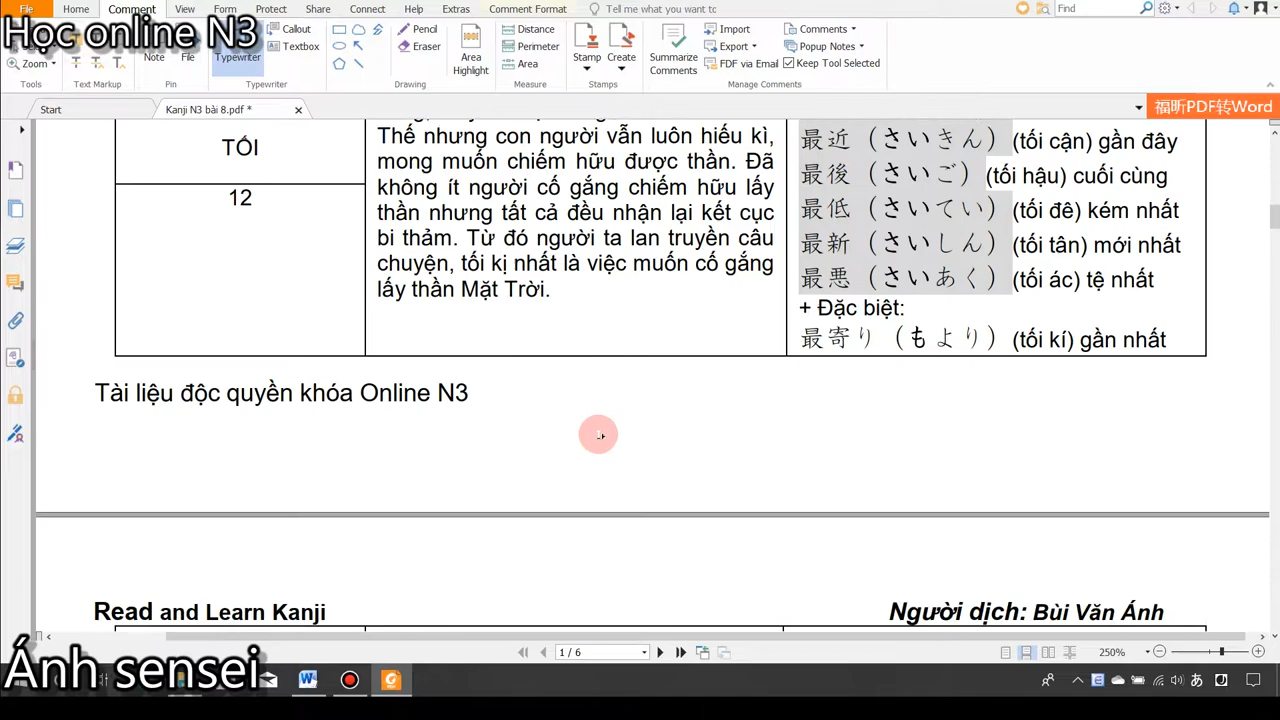 File Home Comment View Form Protect Share Connect Help Extras Comment Format Tell me what you want to Find
Học online N3
Callout Pencil Distance Import Comments
Textbox Eraser Perimeter Export Popup Notes
Zoom Note File Typewriter Area Highlight Area Stamp Create Summarize Comments FDF via Email Keep Tool Selected
Tools Text Markup Pin Typewriter Drawing Measure Stamps Manage Comments
Start Kanji N3 bài 8.pdf * 福昕PDF转Word
TỐI
12
Thế nhưng con người vẫn luôn hiếu kì,
mong muốn chiếm hữu được thần. Đã
không ít người cố gắng chiếm hữu lấy
thần nhưng tất cả đều nhận lại kết cục
bi thảm. Từ đó người ta lan truyền câu
chuyện, tối kị nhất là việc muốn cố gắng
lấy thần Mặt Trời.
最近（さいきん）(tối cận) gần đây
最後（さいご）(tối hậu) cuối cùng
最低（さいてい）(tối đê) kém nhất
最新（さいしん）(tối tân) mới nhất
最悪（さいあく）(tối ác) tệ nhất
+ Đặc biệt:
最寄り（もより）(tối kí) gần nhất
Tài liệu độc quyền khóa Online N3
Read and Learn Kanji Người dịch: Bùi Văn Ánh
1 / 6 250%
Ánh sensei
あ